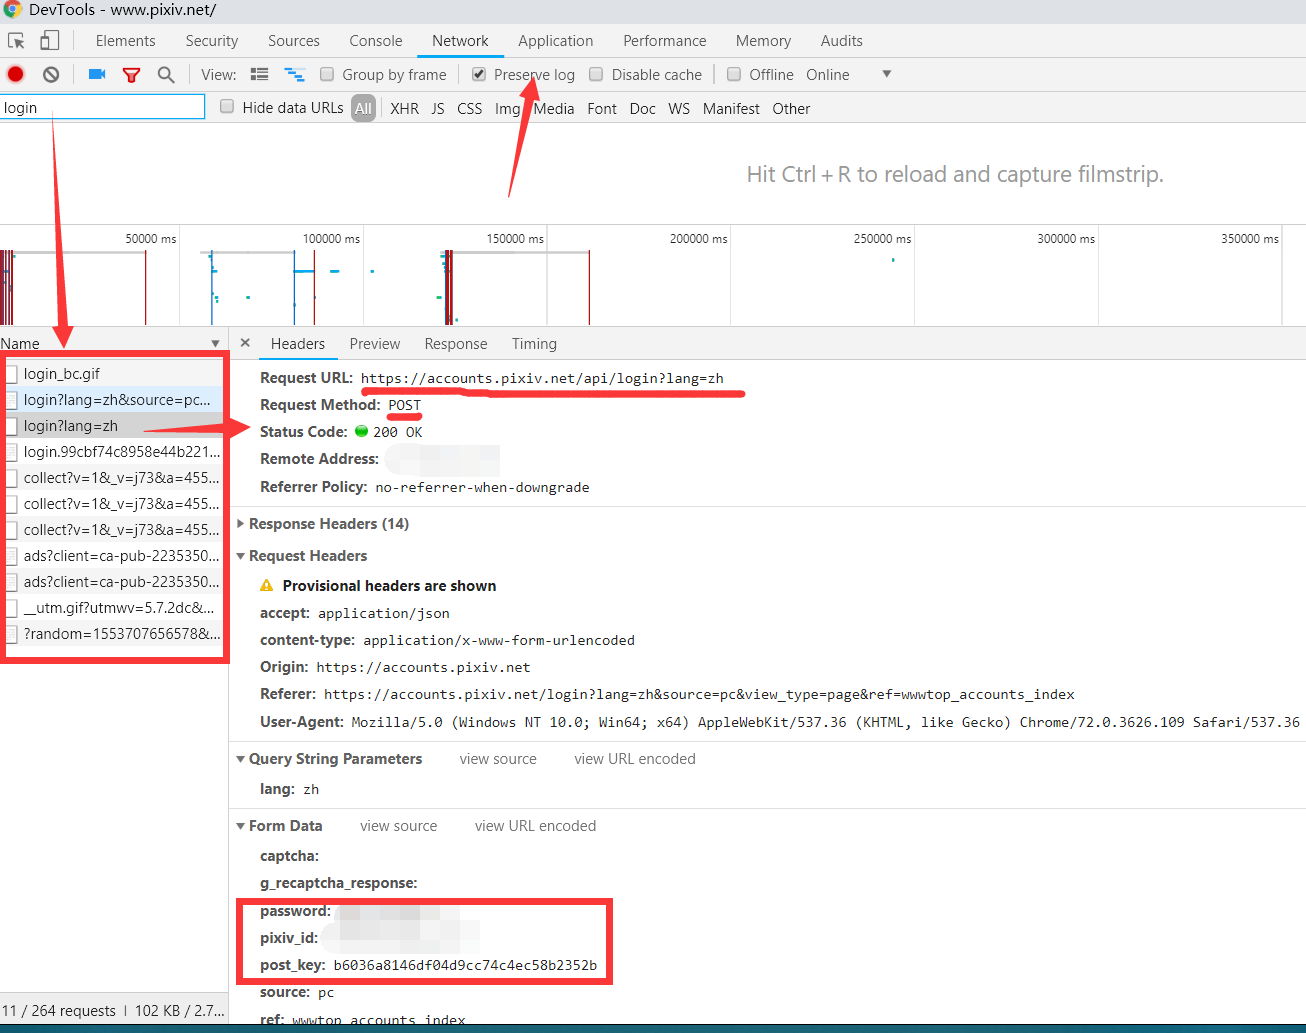 DevTools - www.pixiv.net/
Elements Security Sources Console Network Application Performance Memory Audits
View: Group by frame Preserve log Disable cache Offline Online
login Hide data URLs All XHR JS CSS Img Media Font Doc WS Manifest Other
Hit Ctrl + R to reload and capture filmstrip.
50000 ms 100000 ms 150000 ms 200000 ms 250000 ms 300000 ms 350000 ms
Name
login_bc.gif
login?lang=zh&source=pc...
login?lang=zh
login.99cbf74c8958e44b221...
collect?v=1&_v=j73&a=455...
collect?v=1&_v=j73&a=455...
collect?v=1&_v=j73&a=455...
ads?client=ca-pub-2235350...
ads?client=ca-pub-2235350...
__utm.gif?utmwv=5.7.2dc&...
?random=1553707656578&...
11 / 264 requests | 102 KB / 2.7...
× Headers Preview Response Timing
Request URL: https://accounts.pixiv.net/api/login?lang=zh
Request Method: POST
Status Code: 200 OK
Remote Address:
Referrer Policy: no-referrer-when-downgrade
Response Headers (14)
Request Headers
Provisional headers are shown
accept: application/json
content-type: application/x-www-form-urlencoded
Origin: https://accounts.pixiv.net
Referer: https://accounts.pixiv.net/login?lang=zh&source=pc&view_type=page&ref=wwwtop_accounts_index
User-Agent: Mozilla/5.0 (Windows NT 10.0; Win64; x64) AppleWebKit/537.36 (KHTML, like Gecko) Chrome/72.0.3626.109 Safari/537.36
Query String Parameters view source view URL encoded
lang: zh
Form Data view source view URL encoded
captcha:
g_recaptcha_response:
password:
pixiv_id:
post_key: b6036a8146df04d9cc74c4ec58b2352b
source: pc
ref: wwwtop_accounts_index